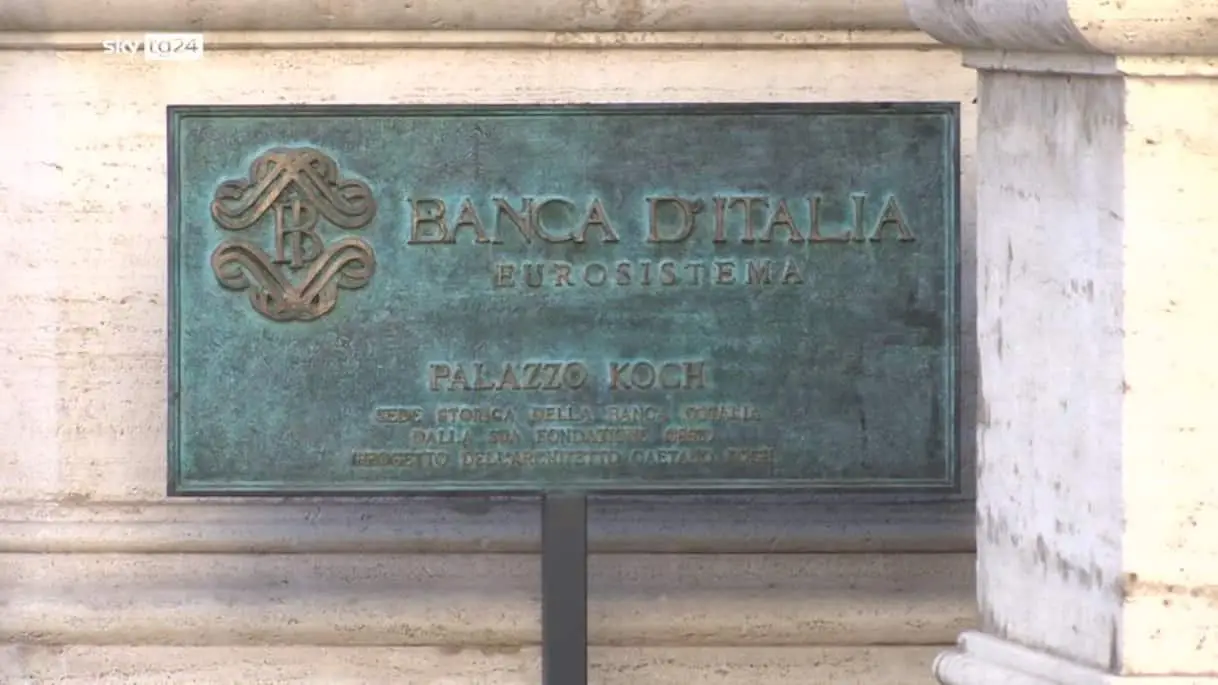 sky tg24
BANCA D'ITALIA
EUROSISTEMA
PALAZZO KOCH
SEDE STORICA DELLA BANCA
DALLA SUA FONDAZIONE
PROGETTO DELL'ARCHITETTO GAETANO KOCH